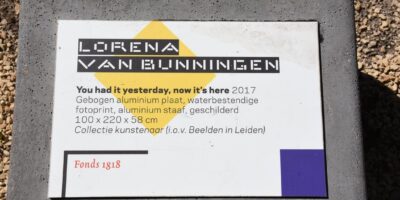 LORENA
VAN BUNNINGEN
You had it yesterday, now it's here 2017
Gebogen aluminium plaat, waterbestendige
fotoprint, aluminium staaf, geschilderd
100 x 220 x 58 cm
Collectie kunstenaar (i.o.v. Beelden in Leiden)
Fonds 1818